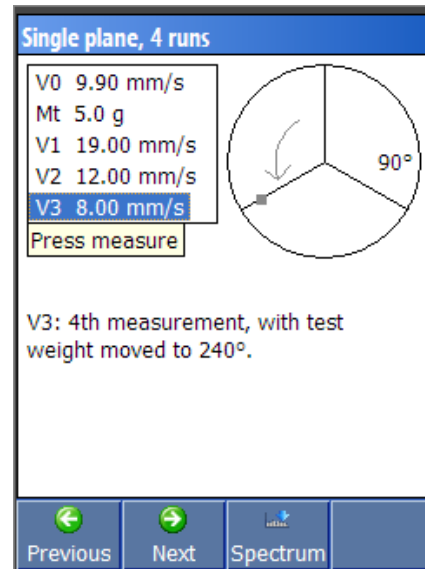 Single plane, 4 runs
V0 9.90 mm/s
Mt 5.0 g
V1 19.00 mm/s
V2 12.00 mm/s
V3 8.00 mm/s
Press measure
90°
V3: 4th measurement, with test
weight moved to 240°.
Previous Next Spectrum